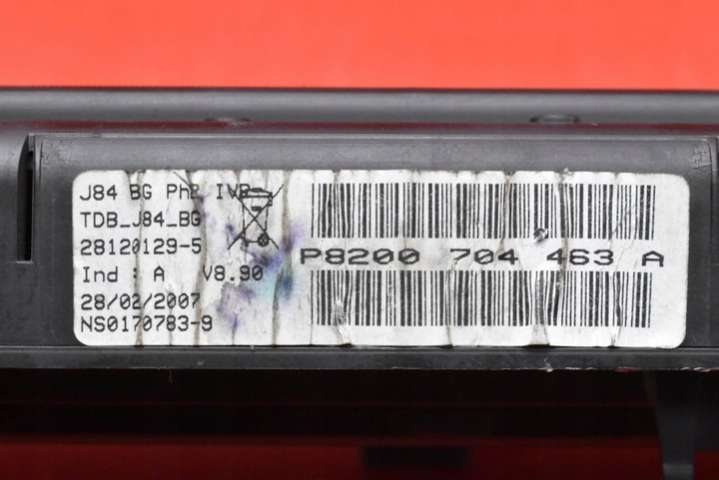 J84 BG Ph2 IVP
TDB_J84_BG
28120129-5
Ind : A V8.90
28/02/2007
NS0170783-9
P8200 704 463 A